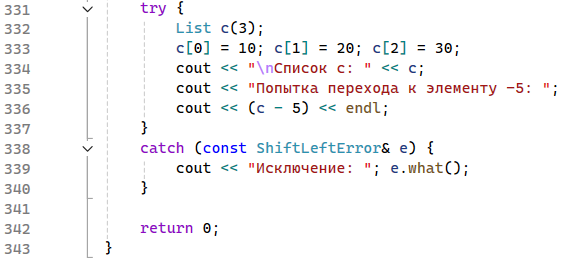 331 try {
332 List c(3);
333 c[0] = 10; c[1] = 20; c[2] = 30;
334 cout << "\nСписок c: " << c;
335 cout << "Попытка перехода к элементу -5: ";
336 cout << (c - 5) << endl;
337 }
338 catch (const ShiftLeftError& e) {
339 cout << "Исключение: "; e.what();
340 }
341
342 return 0;
343 }